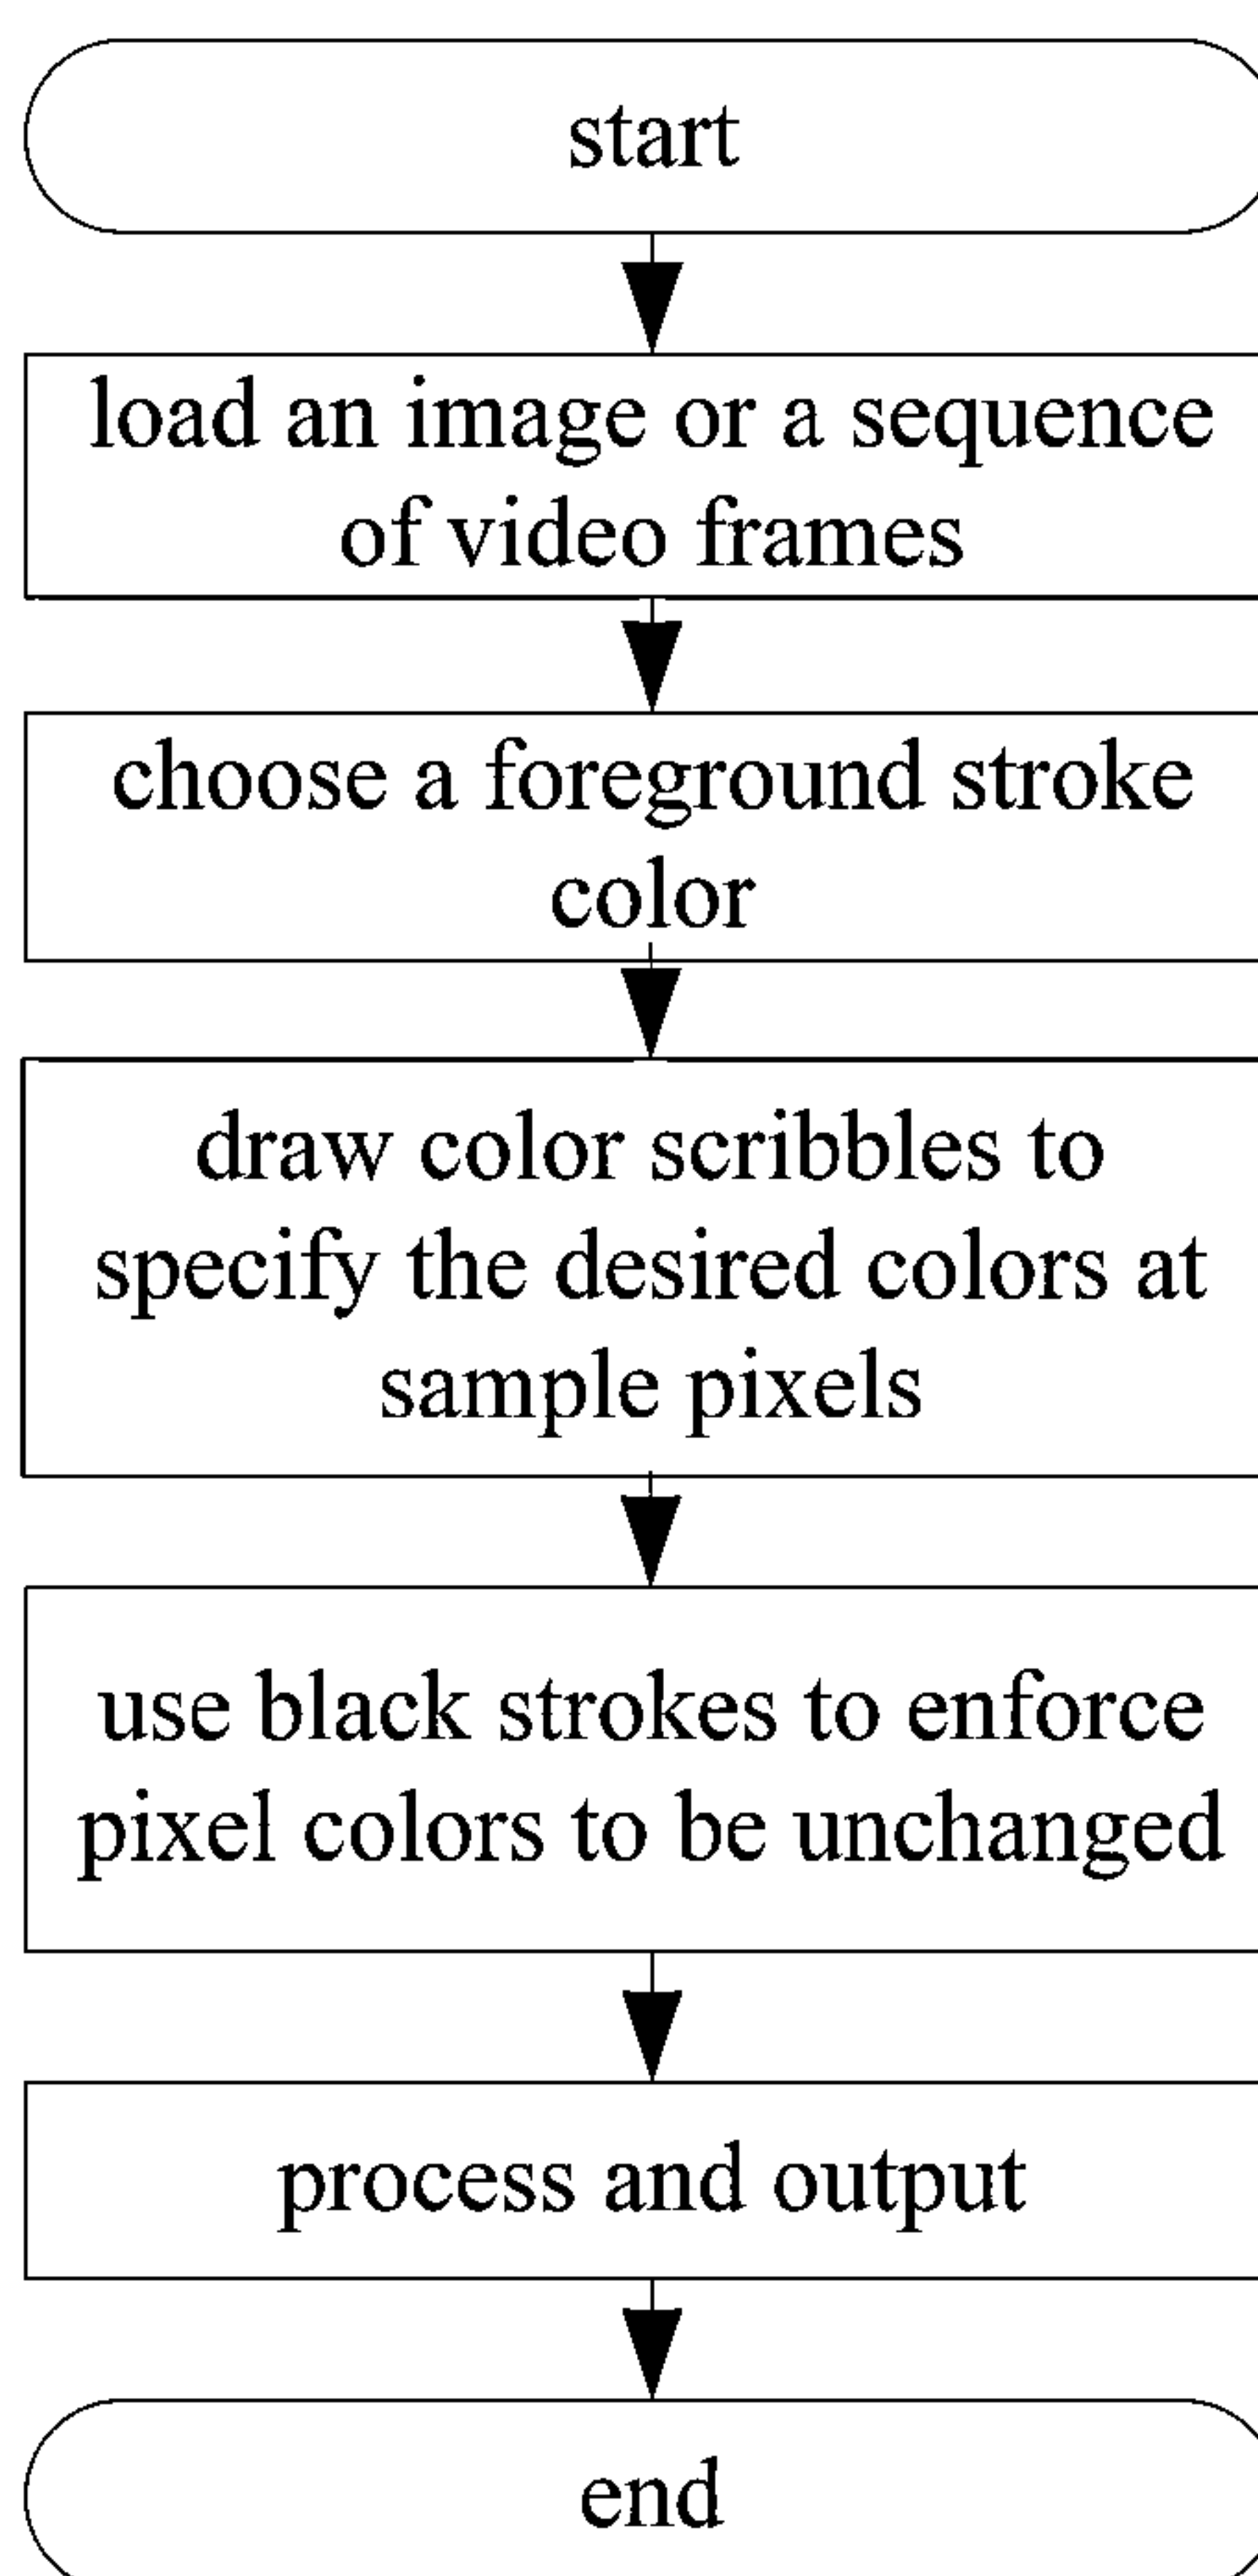 start
load an image or a sequence
of video frames
choose a foreground stroke
color
draw color scribbles to
specify the desired colors at
sample pixels
use black strokes to enforce
pixel colors to be unchanged
process and output
end